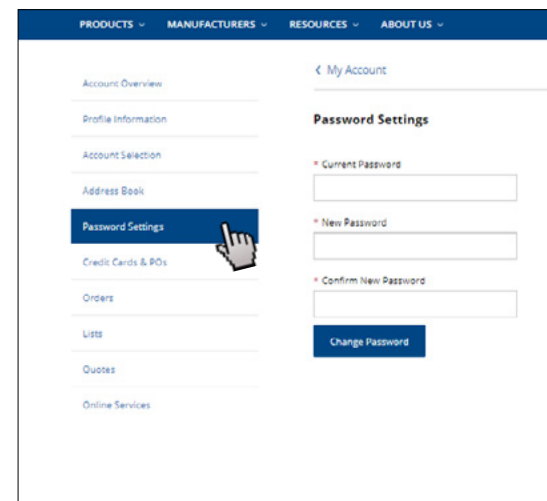 PRODUCTS MANUFACTURERS RESOURCES ABOUT US
Account Overview
Profile Information
Account Selection
Address Book
Password Settings
Credit Cards & POs
Orders
Lists
Quotes
Online Services
My Account
Password Settings
* Current Password
* New Password
* Confirm New Password
Change Password